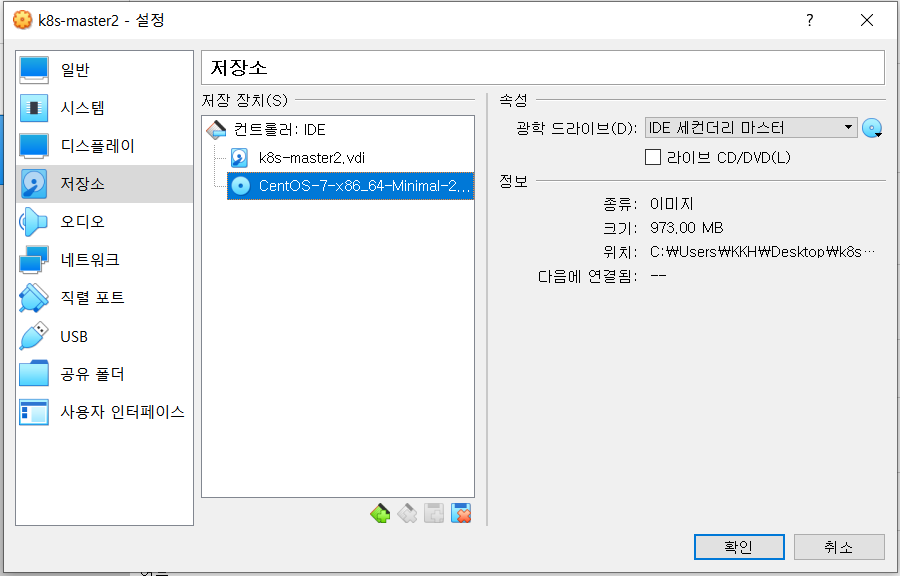 k8s-master2 - 설정
?
일반
시스템
디스플레이
저장소
오디오
네트워크
직렬 포트
USB
공유 폴더
사용자 인터페이스
저장소
저장 장치(S)
컨트롤러: IDE
k8s-master2.vdi
CentOS-7-x86_64-Minimal-2...
속성
광학 드라이브(D): IDE 세컨더리 마스터
라이브 CD/DVD(L)
정보
종류: 이미지
크기: 973,00 MB
위치: C:₩Users₩KKH₩Desktop₩k8s…
다음에 연결됨: --
확인
취소